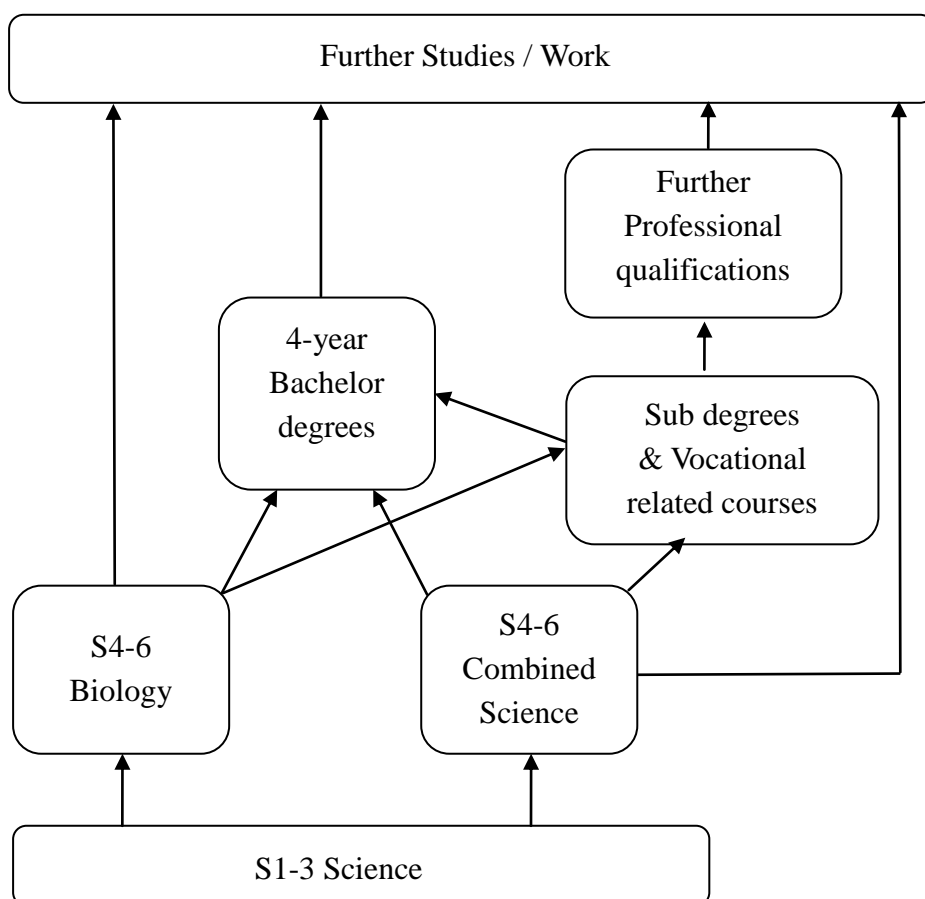 Further Studies / Work
Further
Professional
qualifications
4-year
Bachelor
degrees
Sub degrees
& Vocational
related courses
S4-6
Biology
S4-6
Combined
Science
S1-3 Science